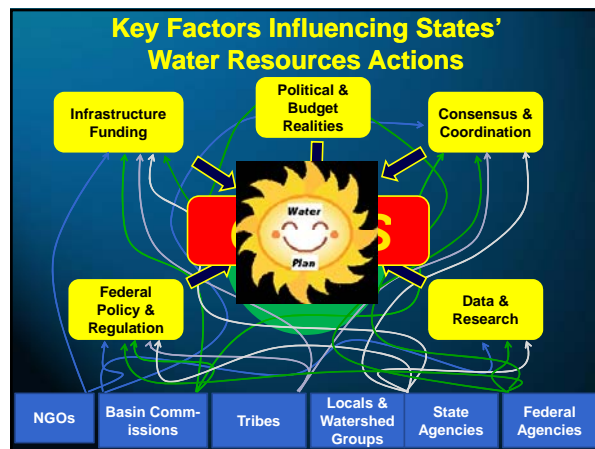 Key Factors Influencing States'
Water Resources Actions
Political &
Budget
Realities
Infrastructure
Funding
Consensus &
Coordination
Water
Plan
S
Federal
Policy &
Regulation
Data &
Research
NGOs
Basin Comm-
issions
Tribes
Locals &
Watershed
Groups
State
Agencies
Federal
Agencies